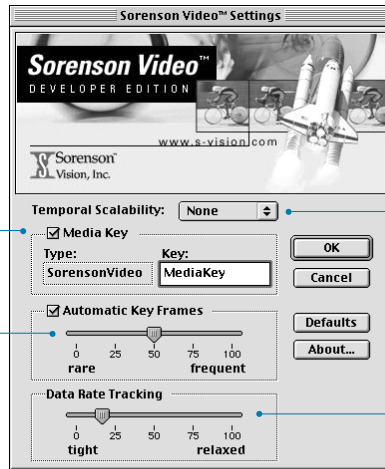 Sorenson Video™ Settings
Sorenson Video™
DEVELOPER EDITION
www.s-vision.com
Sorenson™
Vision, Inc.
Temporal Scalability: None
Media Key
Type: Key:
SorensonVideo MediaKey
OK
Cancel
Automatic Key Frames
0 25 50 75 100
rare frequent
Defaults
About...
Data Rate Tracking
0 25 50 75 100
tight relaxed